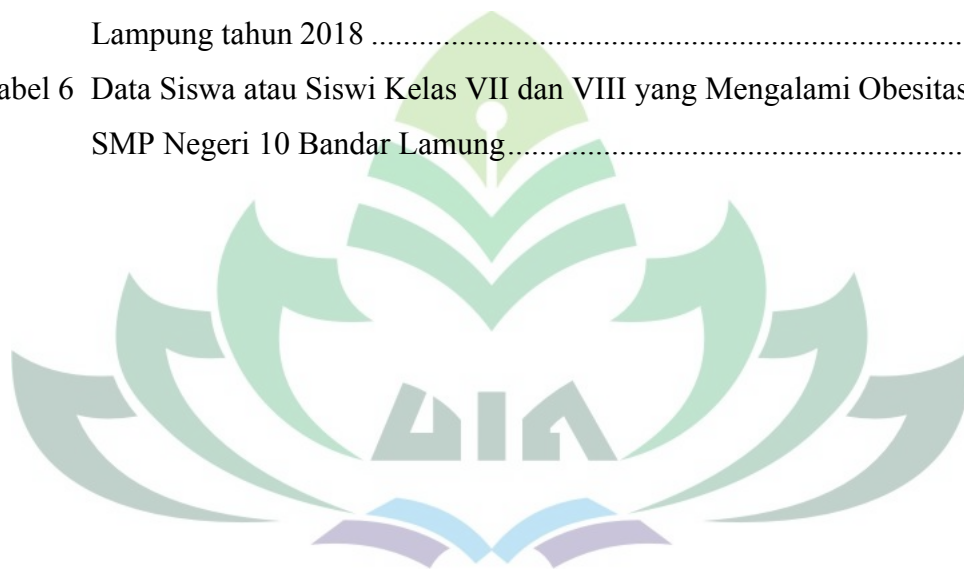 Lampung tahun 2018 ..........................................................................
abel 6 Data Siswa atau Siswi Kelas VII dan VIII yang Mengalami Obesitas
SMP Negeri 10 Bandar Lamung.........................................................
UIN